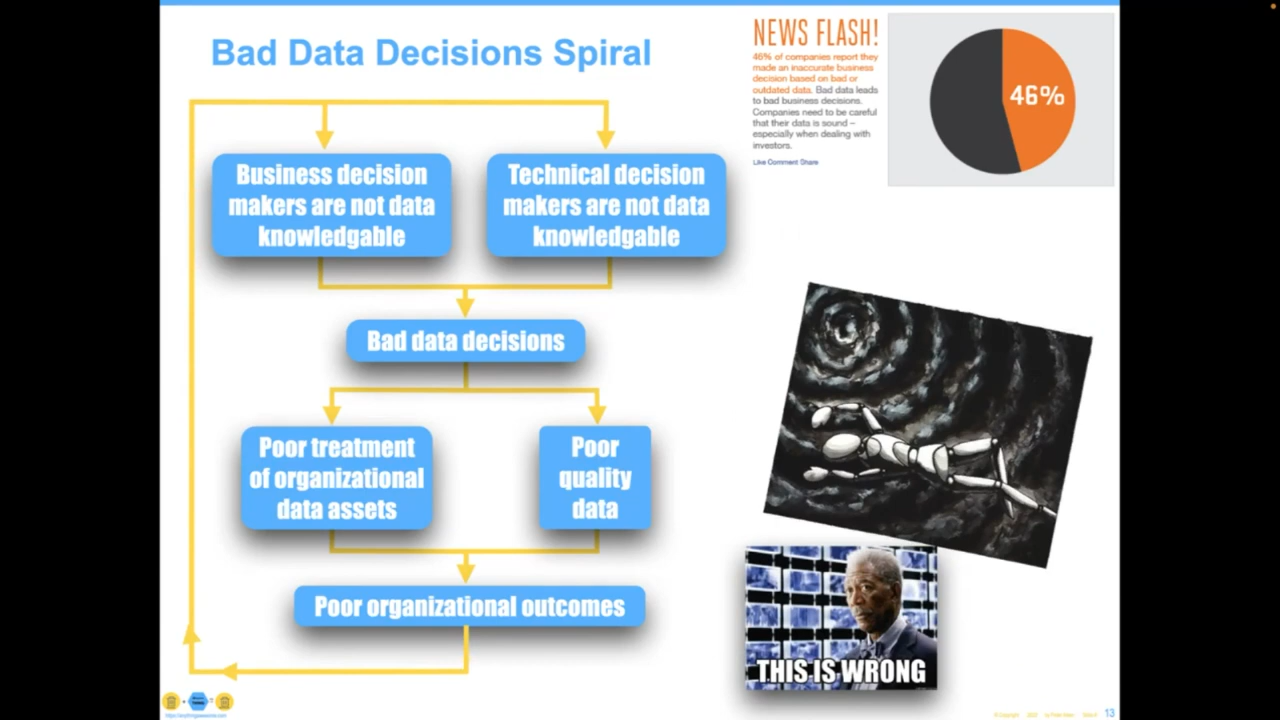 Bad Data Decisions Spiral
NEWS FLASH!
46% of companies report they
made an inaccurate business
decision based on bad or
outdated data. Bad data leads
to bad business decisions.
Companies need to be careful
that their data is sound –
especially when dealing with
investors.
Like Comment Share
46%
Business decision
makers are not data
knowledgable
Technical decision
makers are not data
knowledgable
Bad data decisions
Poor treatment
of organizational
data assets
Poor
quality
data
Poor organizational outcomes
THIS IS WRONG
13